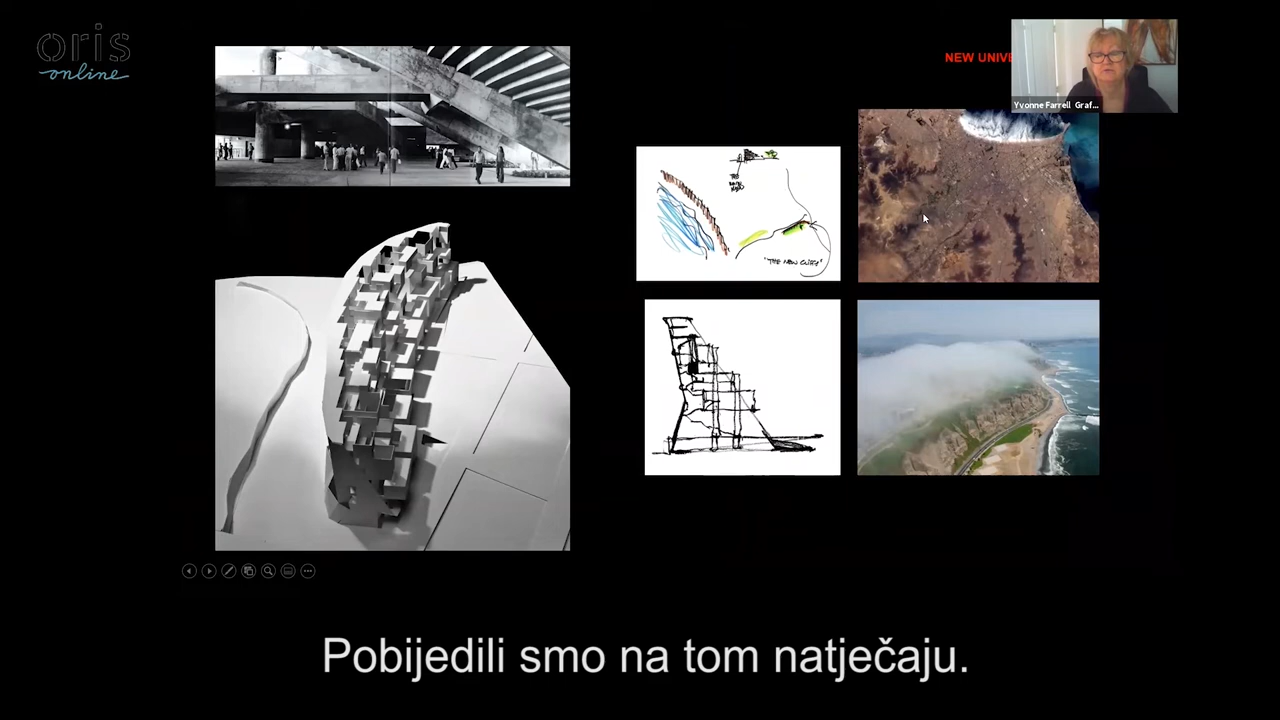 oris
online
NEW UNIVE
Yvonne Farrell Graf...
"THE NEW CLIFF"
Pobijedili smo na tom natječaju.